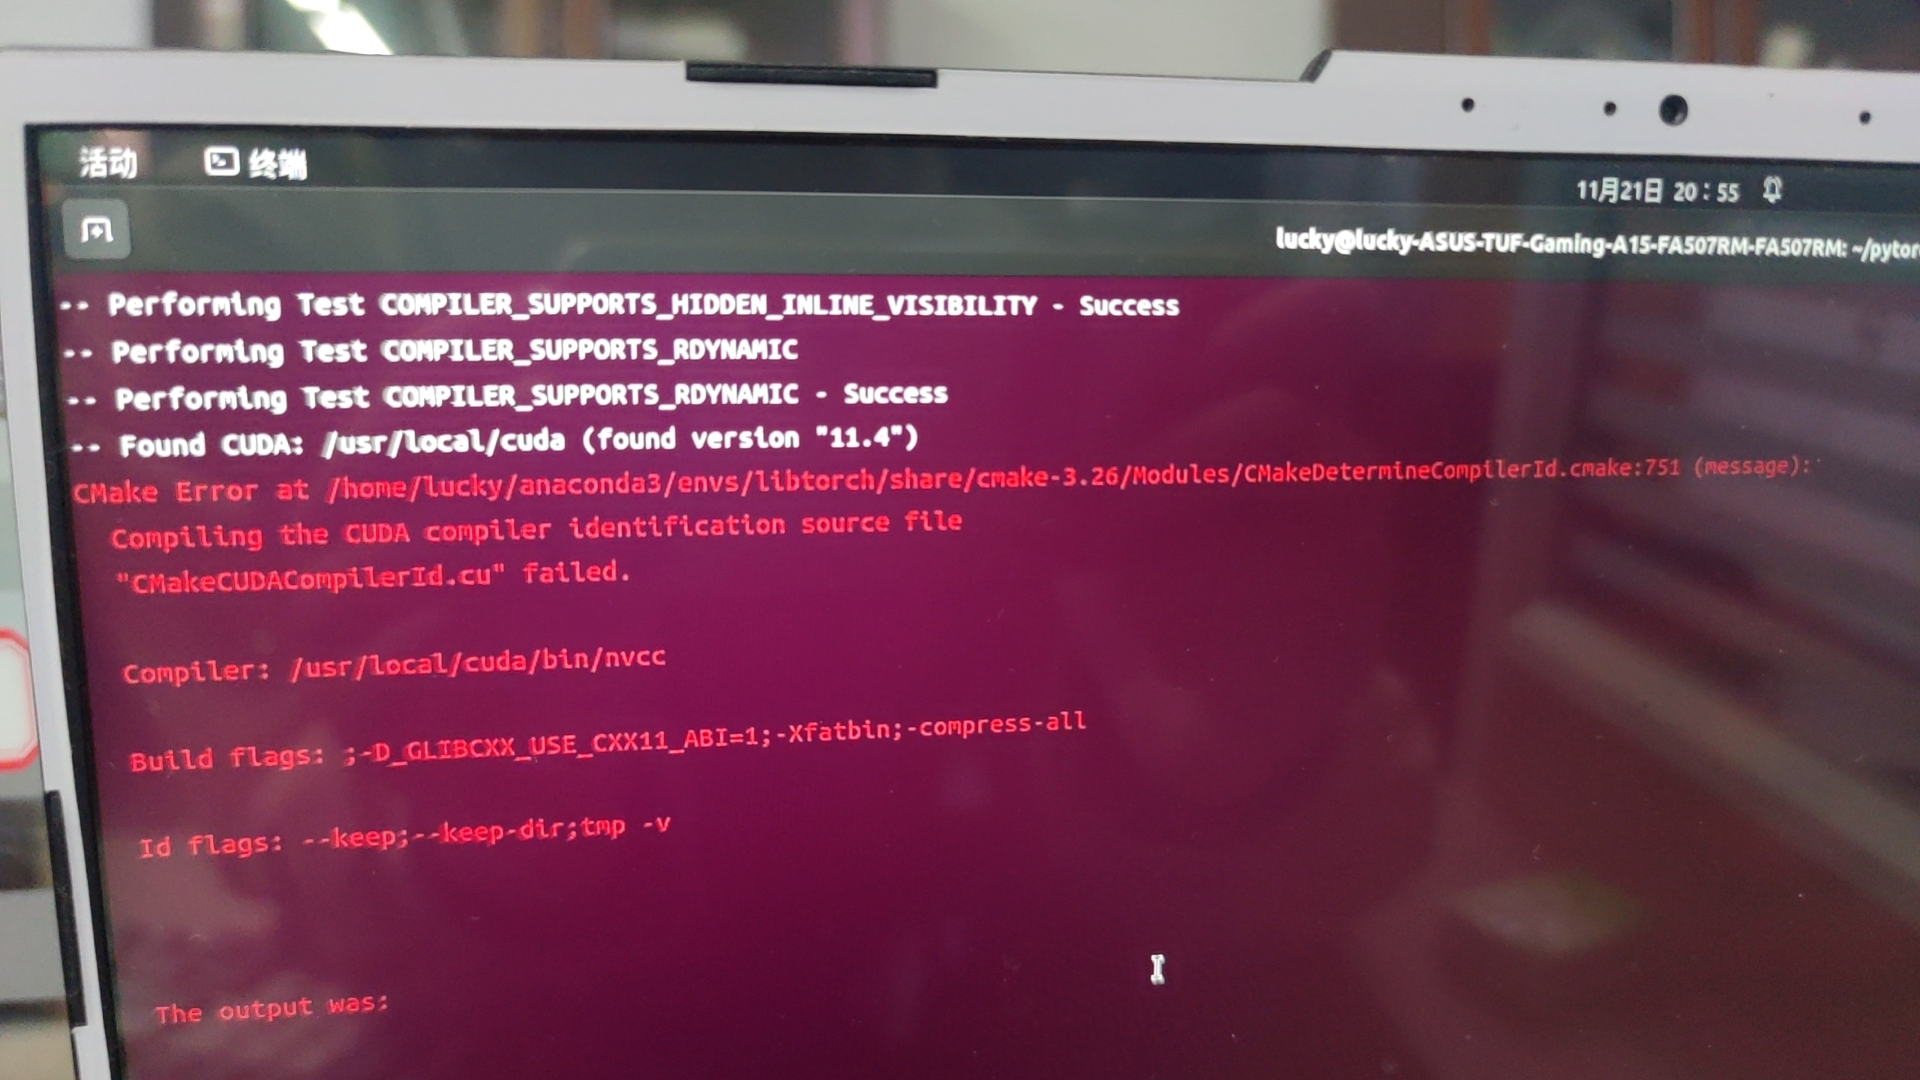 活动 终端
11月21日 20：55
lucky@lucky-ASUS-TUF-Gaming-A15-FA507RM-FA507RM: ~/pytor
-- Performing Test COMPILER_SUPPORTS_HIDDEN_INLINE_VISIBILITY - Success
-- Performing Test COMPILER_SUPPORTS_RDYNAMIC
-- Performing Test COMPILER_SUPPORTS_RDYNAMIC - Success
-- Found CUDA: /usr/local/cuda (found version "11.4")
CMake Error at /home/lucky/anaconda3/envs/libtorch/share/cmake-3.26/Modules/CMakeDetermineCompilerId.cmake:751 (message):
Compiling the CUDA compiler identification source file
"CMakeCUDACompilerId.cu" failed.
Compiler: /usr/local/cuda/bin/nvcc
Build flags: ;-D_GLIBCXX_USE_CXX11_ABI=1;-Xfatbin;-compress-all
Id flags: --keep;--keep-dir;tmp -v
The output was: